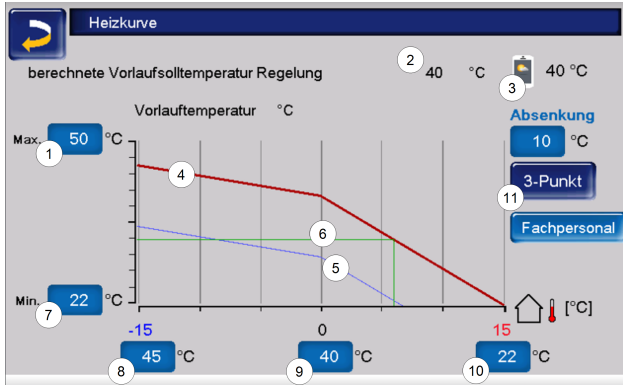 Heizkurve
berechnete Vorlaufsolltemperatur Regelung
2
40 °C
3
40 °C
Vorlauftemperatur °C
Absenkung
10 °C
Max. 50 °C
1
4
3-Punkt
11
6
Fachpersonal
5
Min. 22 °C
7
[°C]
-15 0 15
45 °C 40 °C 22 °C
8 9 10